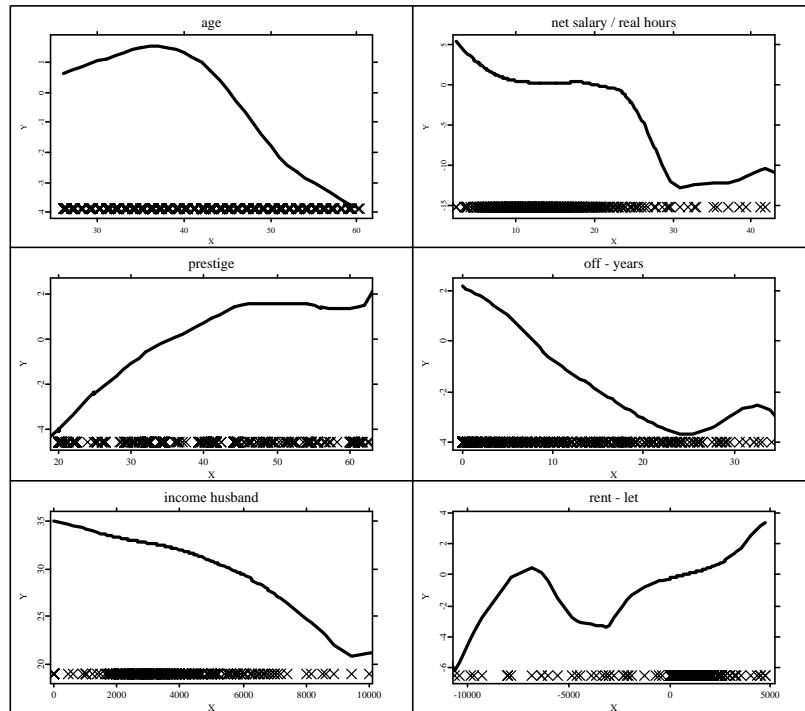 age
1
0
-1
-2
-3
-4
Y
30 40 50 60
X
net salary / real hours
5
0
-5
-10
-15
Y
10 20 30 40
X
prestige
2
0
-2
-4
Y
20 30 40 50 60
X
off - years
2
0
-2
-4
Y
0 10 20 30
X
income husband
35
30
25
20
Y
0 2000 4000 6000 8000 10000
X
rent - let
4
2
0
-2
-4
-6
Y
-10000 -5000 0 5000
X